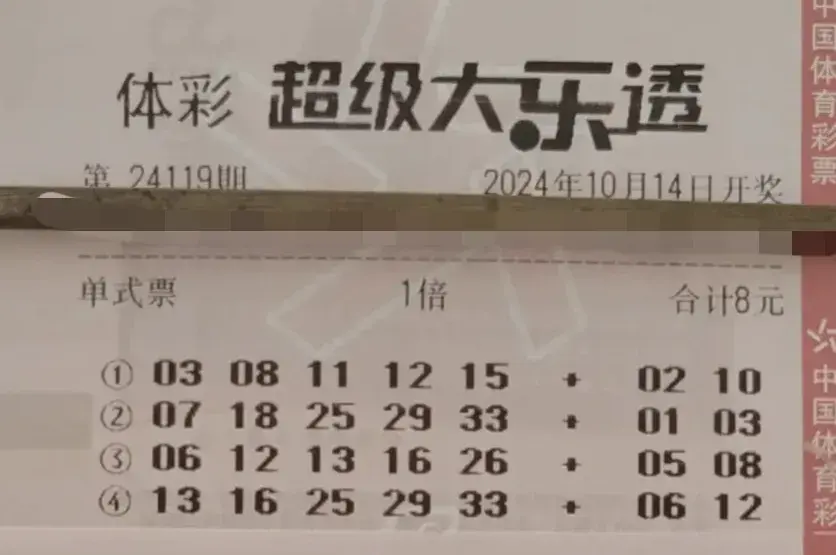 体彩 超级大乐透
第 24119期 2024年10月14日开奖
单式票 1倍 合计8元
① 03 08 11 12 15 + 02 10
② 07 18 25 29 33 + 01 03
③ 06 12 13 16 26 + 05 08
④ 13 16 25 29 33 + 06 12
中国体育彩票
中国体育彩